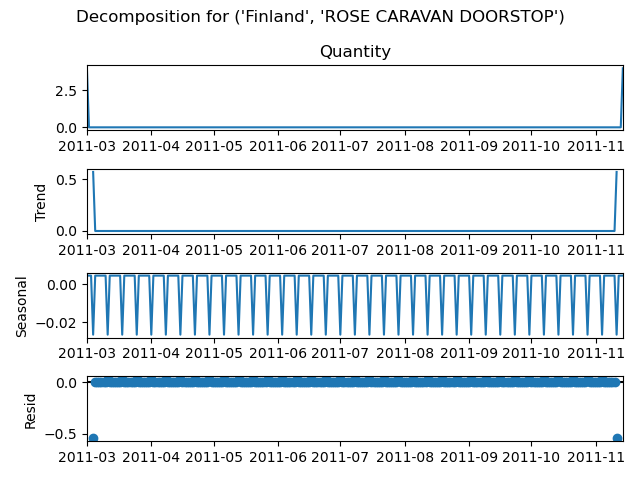 Decomposition for ('Finland', 'ROSE CARAVAN DOORSTOP')
Quantity
2.5
0.0
2011-03 2011-04 2011-05 2011-06 2011-07 2011-08 2011-09 2011-10 2011-11
Trend
0.5
0.0
2011-03 2011-04 2011-05 2011-06 2011-07 2011-08 2011-09 2011-10 2011-11
Seasonal
0.00
−0.02
2011-03 2011-04 2011-05 2011-06 2011-07 2011-08 2011-09 2011-10 2011-11
Resid
0.0
−0.5
2011-03 2011-04 2011-05 2011-06 2011-07 2011-08 2011-09 2011-10 2011-11